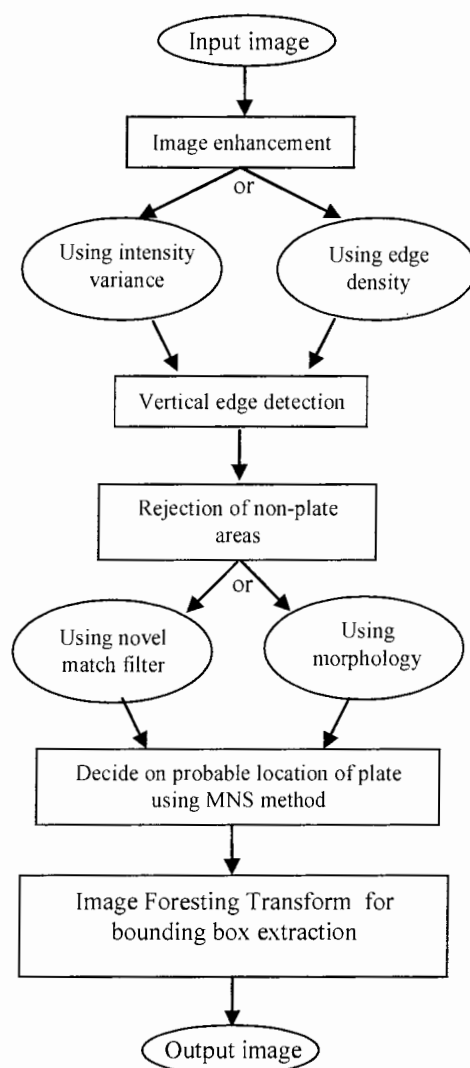 Input image
Image enhancement
or
Using intensity
variance
Using edge
density
Vertical edge detection
Rejection of non-plate
areas
or
Using novel
match filter
Using
morphology
Decide on probable location of plate
using MNS method
Image Foresting Transform for
bounding box extraction
Output image